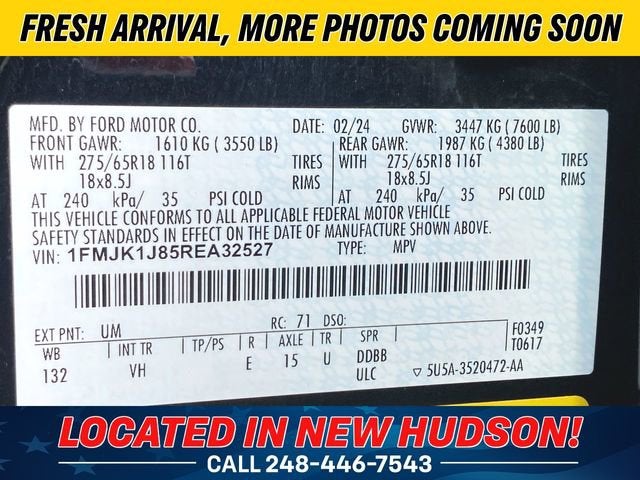 FRESH ARRIVAL, MORE PHOTOS COMING SOON
MFD. BY FORD MOTOR CO. DATE: 02/24 GVWR: 3447 KG ( 7600 LB)
FRONT GAWR: 1610 KG ( 3550 LB) REAR GAWR: 1987 KG ( 4380 LB)
WITH 275/65R18 116T TIRES WITH 275/65R18 116T TIRES
18x8.5J RIMS 18x8.5J RIMS
AT 240 kPa/ 35 PSI COLD AT 240 kPa/ 35 PSI COLD
THIS VEHICLE CONFORMS TO ALL APPLICABLE FEDERAL MOTOR VEHICLE
SAFETY STANDARDS IN EFFECT ON THE DATE OF MANUFACTURE SHOWN ABOVE.
VIN: 1FMJK1J85REA32527 TYPE: MPV
EXT PNT: UM RC: 71 DSO: F0349
WB INT TR TP/PS R AXLE TR SPR T0617
132 VH E 15 U DDBB
ULC ▽ 5U5A-3520472-AA
LOCATED IN NEW HUDSON!
CALL 248-446-7543